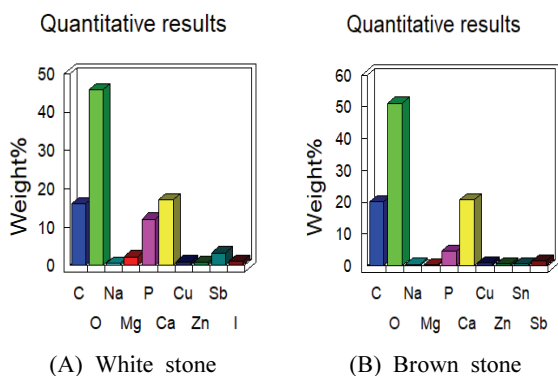 Quantitative results
Weight%
50
40
30
20
10
0
C Na P Cu Sb
O Mg Ca Zn I
(A) White stone
Quantitative results
Weight%
60
50
40
30
20
10
0
C Na P Cu Sn
O Mg Ca Zn Sb
(B) Brown stone